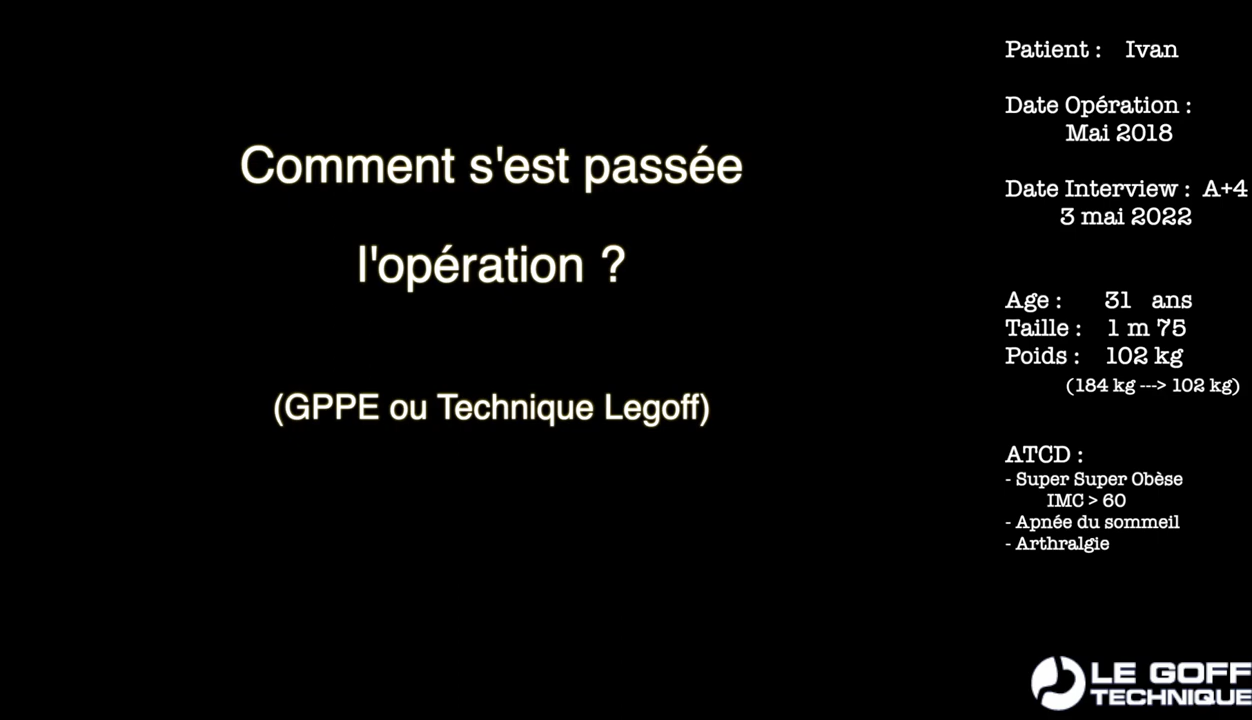 Comment s'est passée
l'opération ?
(GPPE ou Technique Legoff)
Patient : Ivan
Date Opération :
Mai 2018
Date Interview : A+4
3 mai 2022
Age : 31 ans
Taille : 1 m 75
Poids : 102 kg
(184 kg ---> 102 kg)
ATCD :
- Super Super Obèse
IMC > 60
- Apnée du sommeil
- Arthralgie
LE GOFF
TECHNIQUE